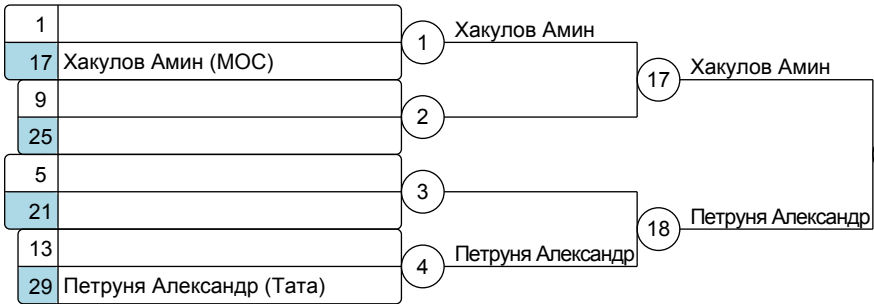 1
17 Хакулов Амин (МОС)
9
25
5
21
13
29 Петруня Александр (Тата)
1
2
3
4
Хакулов Амин
Петруня Александр
17
18
Хакулов Амин
Петруня Александр